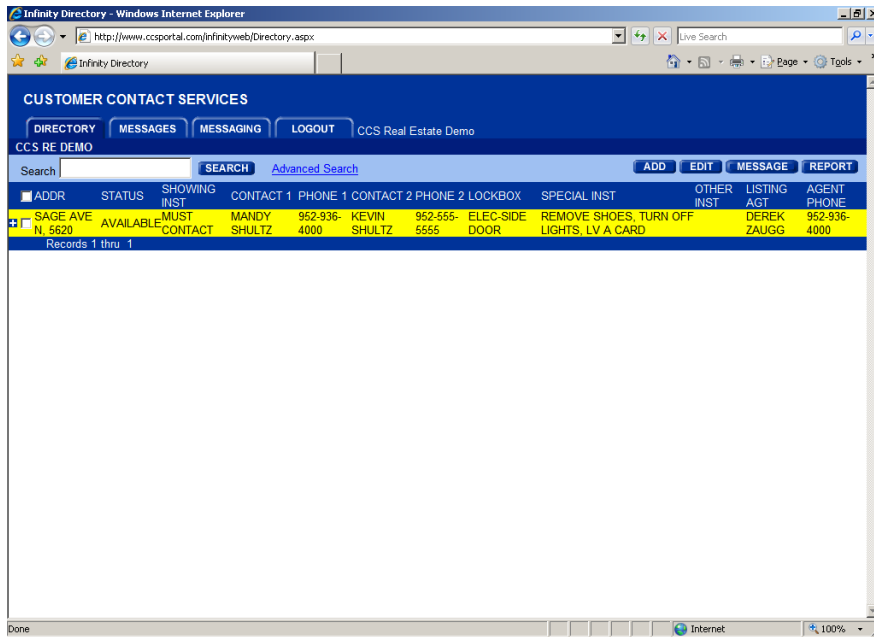 Infinity Directory - Windows Internet Explorer
http://www.ccsportal.com/infinityweb/Directory.aspx
Live Search
Infinity Directory
Page
Tools
CUSTOMER CONTACT SERVICES
DIRECTORY MESSAGES MESSAGING LOGOUT CCS Real Estate Demo
CCS RE DEMO
Search SEARCH Advanced Search ADD EDIT MESSAGE REPORT
ADDR STATUS SHOWING INST CONTACT 1 PHONE 1 CONTACT 2 PHONE 2 LOCKBOX SPECIAL INST OTHER INST LISTING AGT AGENT PHONE
SAGE AVE N, 5620 AVAILABLE MUST CONTACT MANDY SHULTZ 952-936-4000 KEVIN SHULTZ 952-555-5555 ELEC-SIDE DOOR REMOVE SHOES, TURN OFF LIGHTS, LV A CARD DEREK ZAUGG 952-936-4000
Records 1 thru 1
Done Internet 100%